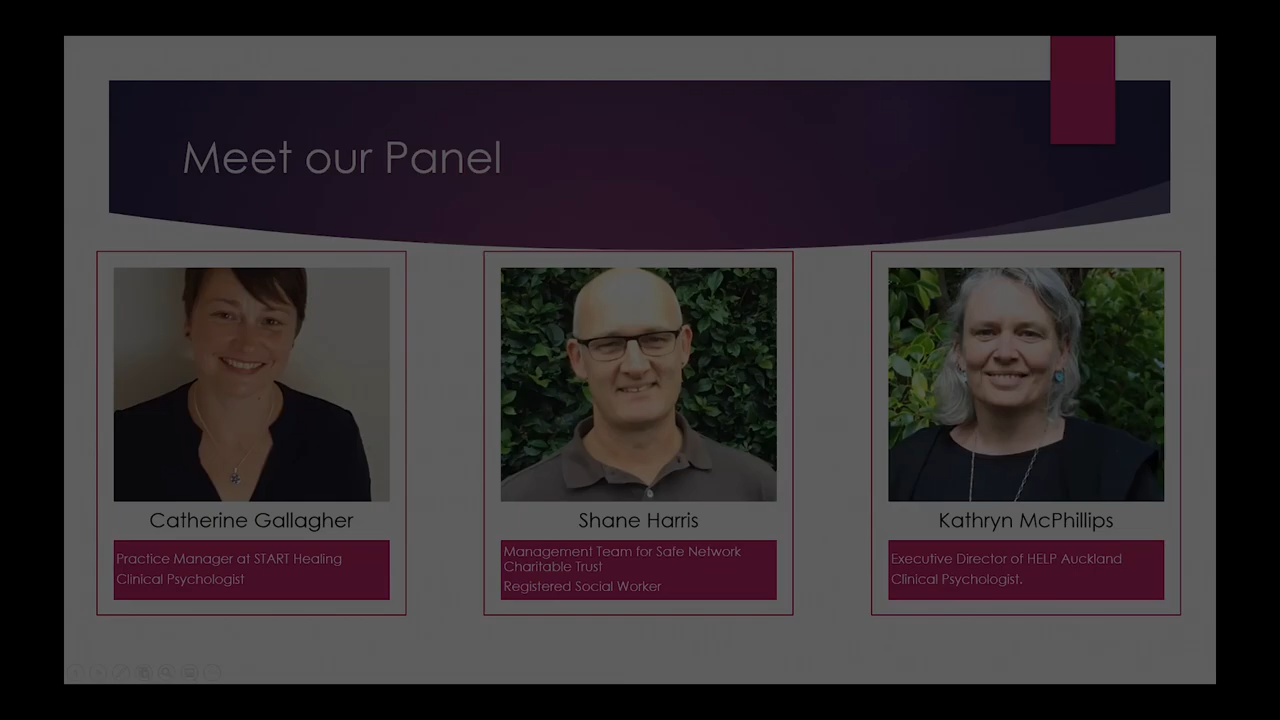 Meet our Panel
Catherine Gallagher
Practice Manager at START Healing
Clinical Psychologist
Shane Harris
Management Team for Safe Network
Charitable Trust
Registered Social Worker
Kathryn McPhillips
Executive Director of HELP Auckland
Clinical Psychologist.